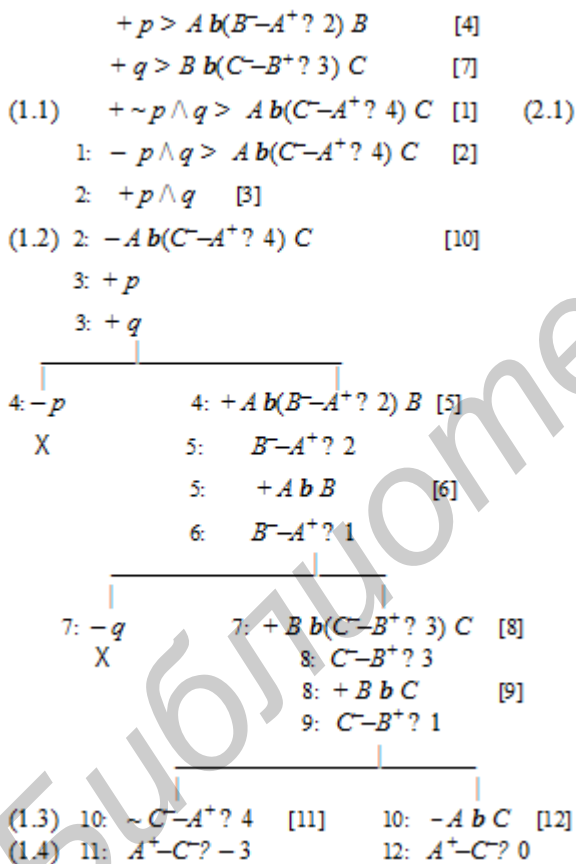 + p > A b(B⁻–A⁺? 2) B [4]
+ q > B b(C⁻–B⁺? 3) C [7]
(1.1) + ~ p ∧ q > A b(C⁻–A⁺? 4) C [1] (2.1)
1: − p ∧ q > A b(C⁻–A⁺? 4) C [2]
2: + p ∧ q [3]
(1.2) 2: − A b(C⁻–A⁺? 4) C [10]
3: + p
3: + q
4: − p 4: + A b(B⁻–A⁺? 2) B [5]
X 5: B⁻–A⁺? 2
5: + A b B [6]
6: B⁻–A⁺? 1
7: − q 7: + B b(C⁻–B⁺? 3) C [8]
X 8: C⁻–B⁺? 3
8: + B b C [9]
9: C⁻–B⁺? 1
(1.3) 10: ~ C⁻–A⁺? 4 [11] 10: − A b C [12]
(1.4) 11: A⁺–C⁻? − 3 12: A⁺–C⁻? 0